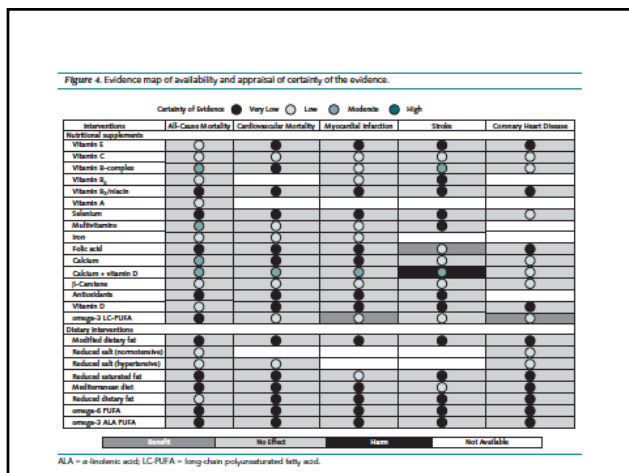 Figure 4. Evidence map of availability and appraisal of certainty of the evidence.
Certainty of Evidence Very Low Low Moderate High
Interventions All-Cause Mortality Cardiovascular Mortality Myocardial Infarction Stroke Coronary Heart Disease
Nutritional supplements
Vitamin E
Vitamin C
Vitamin B–complex
Vitamin B6
Vitamin B3/niacin
Vitamin A
Selenium
Multivitamins
Iron
Folic acid
Calcium
Calcium + vitamin D
β-Carotene
Antioxidants
Vitamin D
omega-3 LC-PUFA
Dietary interventions
Modified dietary fat
Reduced salt (normotensive)
Reduced salt (hypertensive)
Reduced saturated fat
Mediterranean diet
Reduced dietary fat
omega-6 PUFA
omega-3 ALA PUFA
Benefit No Effect Harm Not Available
ALA = α-linolenic acid; LC-PUFA = long-chain polyunsaturated fatty acid.